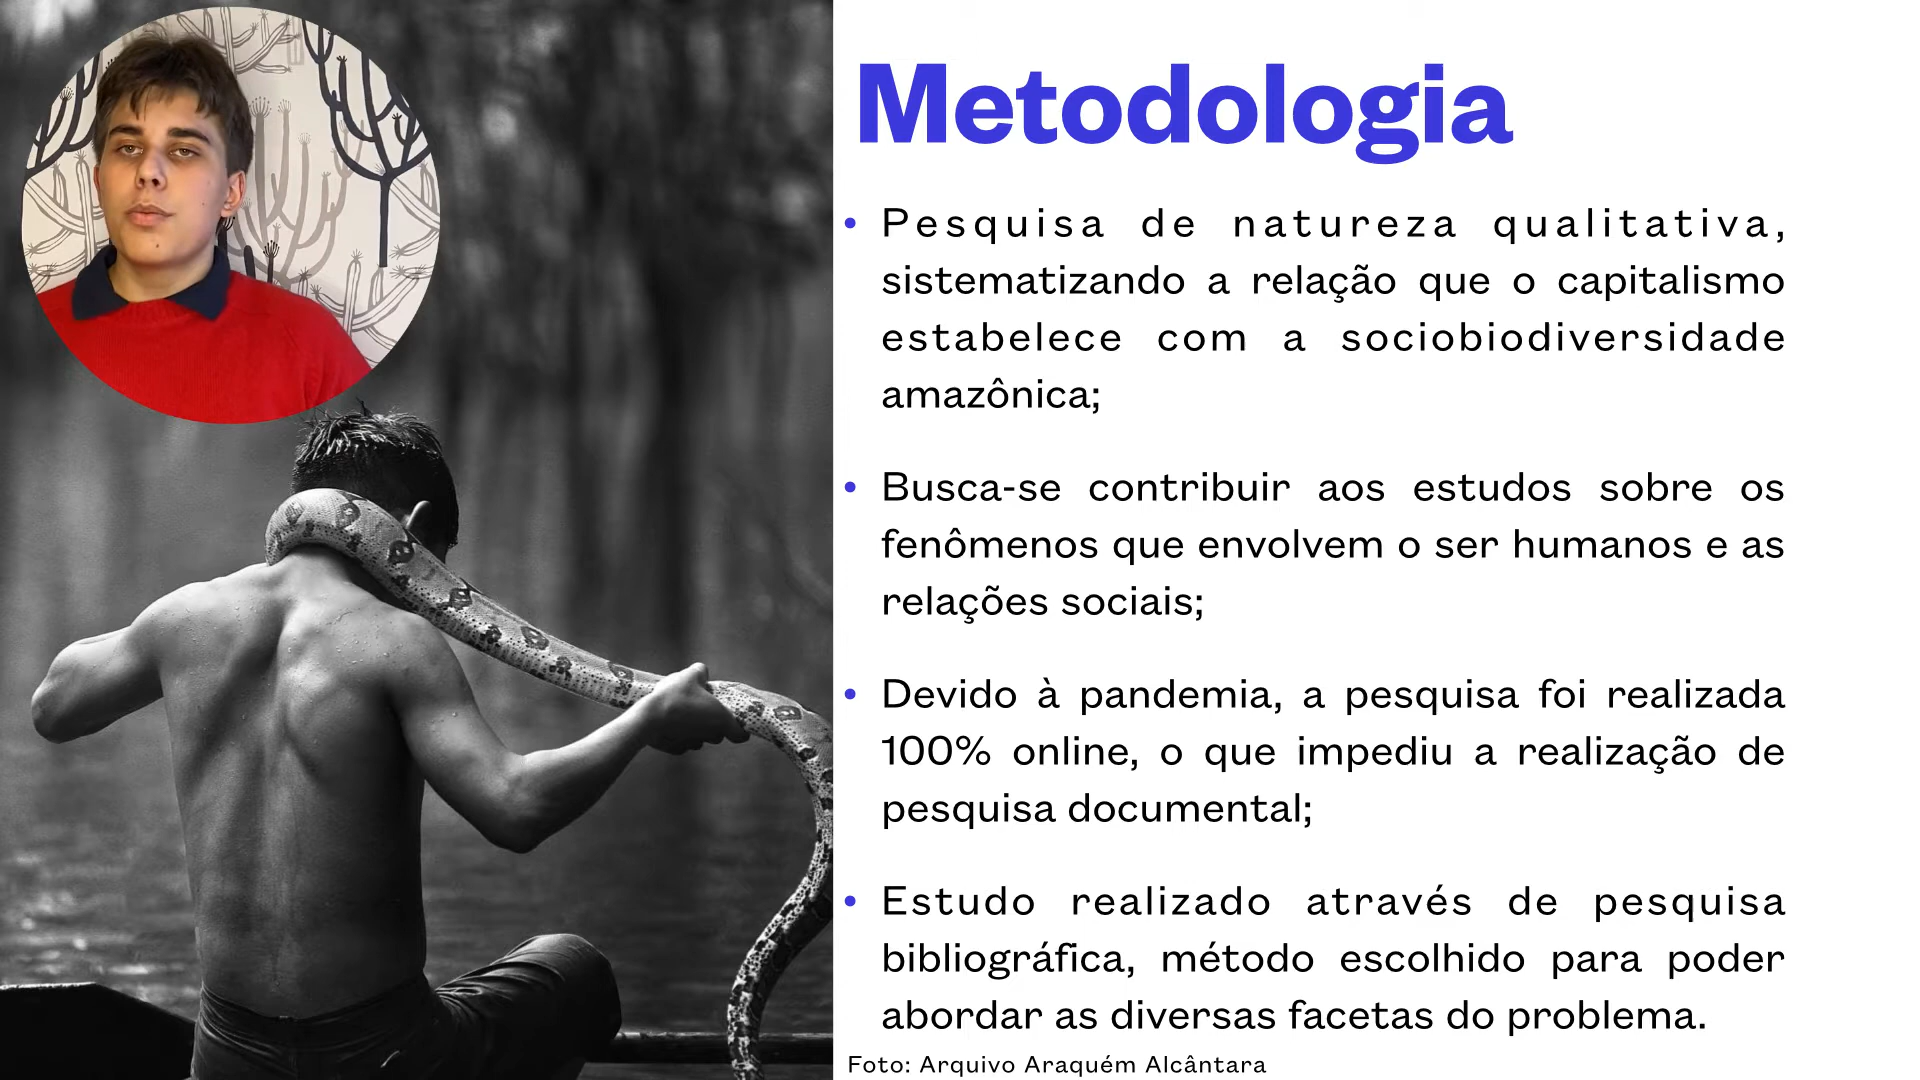 Metodologia
• Pesquisa de natureza qualitativa,
sistematizando a relação que o capitalismo
estabelece com a sociobiodiversidade
amazônica;
• Busca-se contribuir aos estudos sobre os
fenômenos que envolvem o ser humanos e as
relações sociais;
• Devido à pandemia, a pesquisa foi realizada
100% online, o que impediu a realização de
pesquisa documental;
• Estudo realizado através de pesquisa
bibliográfica, método escolhido para poder
abordar as diversas facetas do problema.
Foto: Arquivo Araquém Alcântara